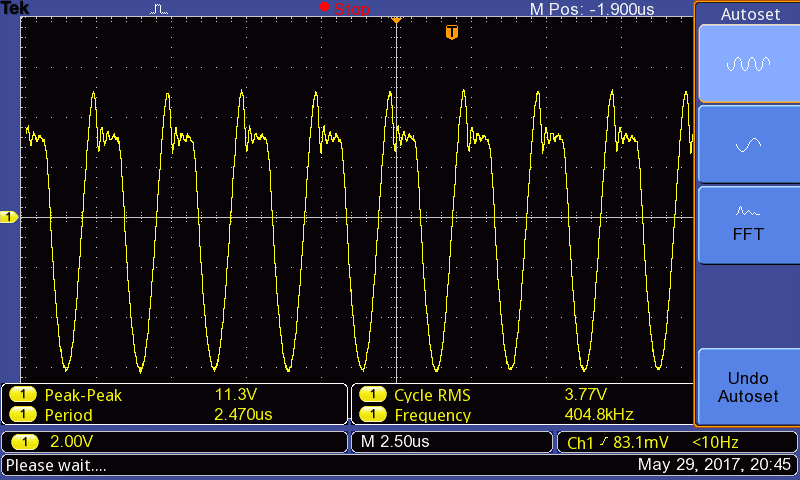 Tek
Stop
M Pos: -1.900us
Autoset
T
1
FFT
Undo
Autoset
1 Peak-Peak 11.3V
1 Period 2.470us
1 Cycle RMS 3.77V
1 Frequency 404.8kHz
1 2.00V
M 2.50us
Ch1 83.1mV <10Hz
Please wait....
May 29, 2017, 20:45